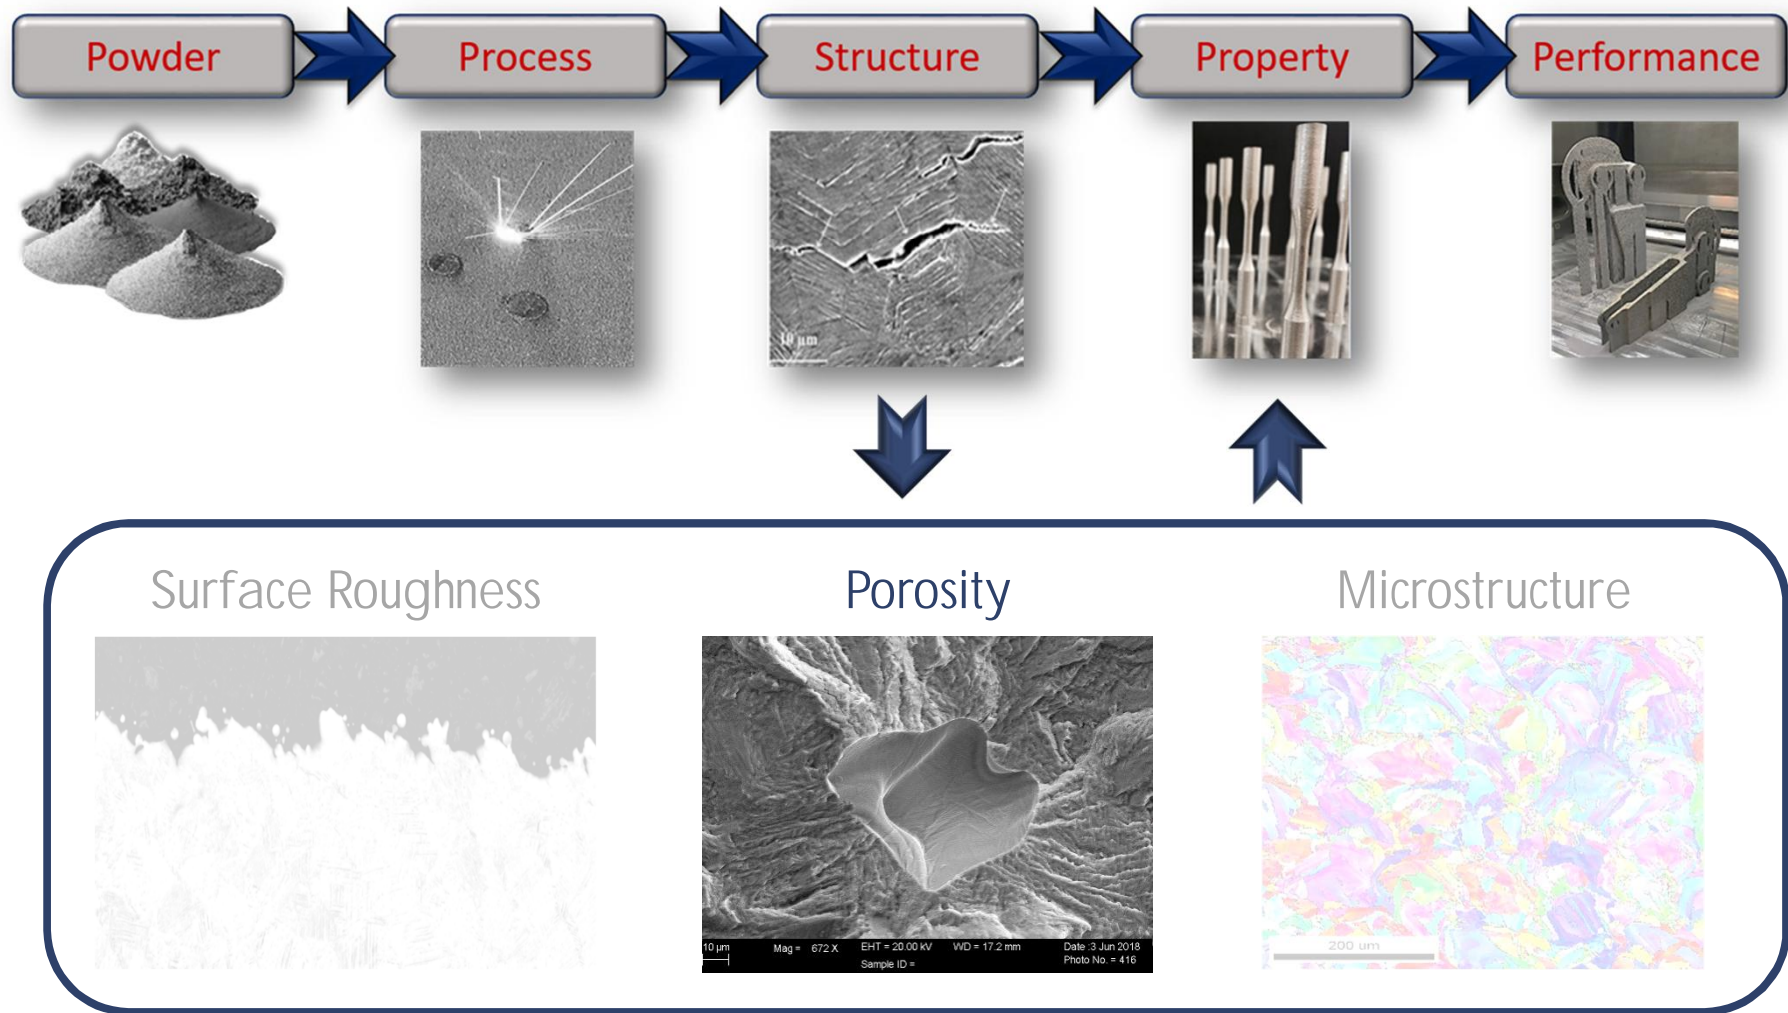 Powder
Process
Structure
Property
Performance
10 µm
Surface Roughness
Porosity
Microstructure
10 µm
Mag = 672 X
EHT = 20.00 kV
WD = 17.2 mm
Date :3 Jun 2018
Sample ID =
Photo No. = 416
200 um